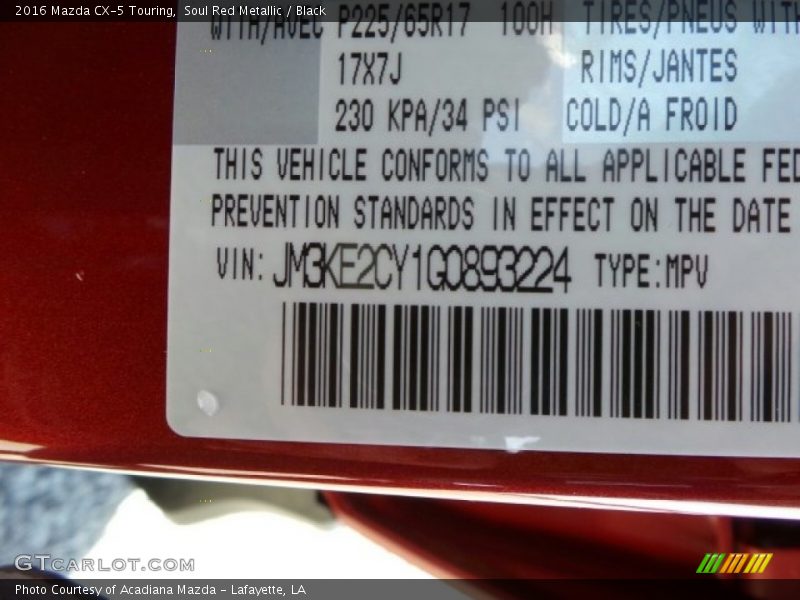 2016 Mazda CX-5 Touring, Soul Red Metallic / Black
WITH/AVEC P225/65R17 100H TIRES/PNEUS WITH
17X7J RIMS/JANTES
230 KPA/34 PSI COLD/A FROID
THIS VEHICLE CONFORMS TO ALL APPLICABLE FED
PREVENTION STANDARDS IN EFFECT ON THE DATE
VIN: JM3KE2CY1G0893224 TYPE:MPV
GTCARLOT.COM
Photo Courtesy of Acadiana Mazda - Lafayette, LA